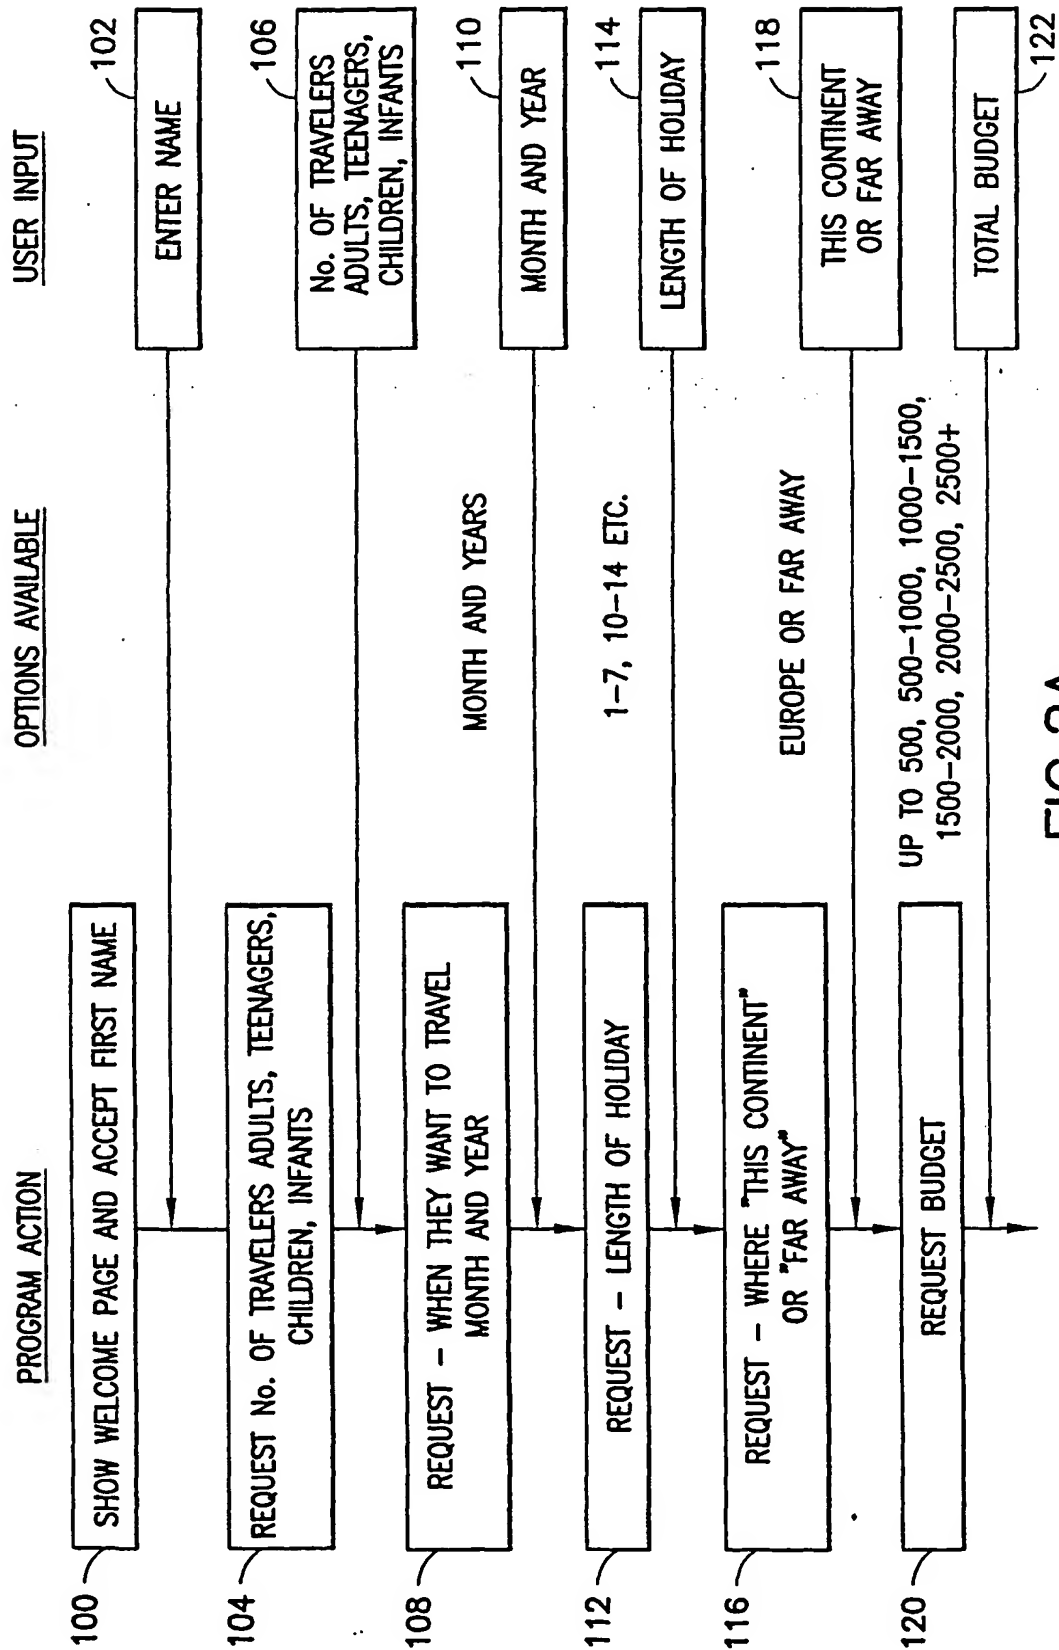 PROGRAM ACTION
OPTIONS AVAILABLE
USER INPUT
100
SHOW WELCOME PAGE AND ACCEPT FIRST NAME
ENTER NAME
102
104
REQUEST No. OF TRAVELERS ADULTS, TEENAGERS,
CHILDREN, INFANTS
No. OF TRAVELERS
ADULTS, TEENAGERS,
CHILDREN, INFANTS
106
108
REQUEST – WHEN THEY WANT TO TRAVEL
MONTH AND YEAR
MONTH AND YEARS
MONTH AND YEAR
110
112
REQUEST – LENGTH OF HOLIDAY
1–7, 10–14 ETC.
LENGTH OF HOLIDAY
114
116
REQUEST – WHERE "THIS CONTINENT"
OR "FAR AWAY"
EUROPE OR FAR AWAY
THIS CONTINENT
OR FAR AWAY
118
120
REQUEST BUDGET
UP TO 500, 500–1000, 1000–1500,
1500–2000, 2000–2500, 2500+
TOTAL BUDGET
122